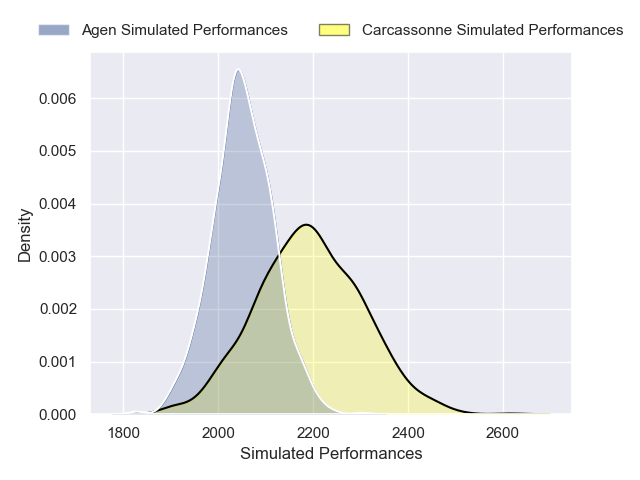 Agen Simulated Performances
Carcassonne Simulated Performances
0.006
0.005
0.004
0.003
0.002
0.001
0.000
Density
1800 2000 2200 2400 2600
Simulated Performances